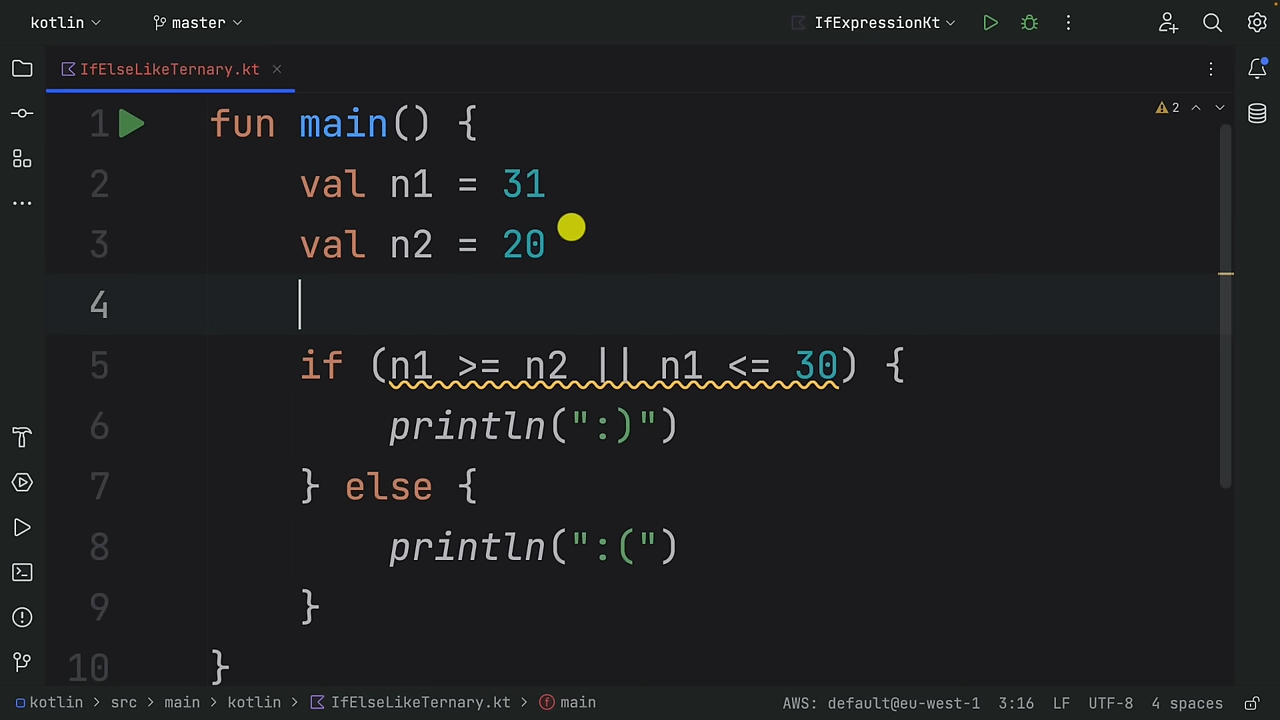 kotlin master IfExpressionKt
IfElseLikeTernary.kt
2
1 fun main() {
2 val n1 = 31
3 val n2 = 20
4
5 if (n1 >= n2 || n1 <= 30) {
6 println(":)")
7 } else {
8 println(":(")
9 }
10 }
kotlin > src > main > kotlin > IfElseLikeTernary.kt > f main AWS: default@eu-west-1 3:16 LF UTF-8 4 spaces